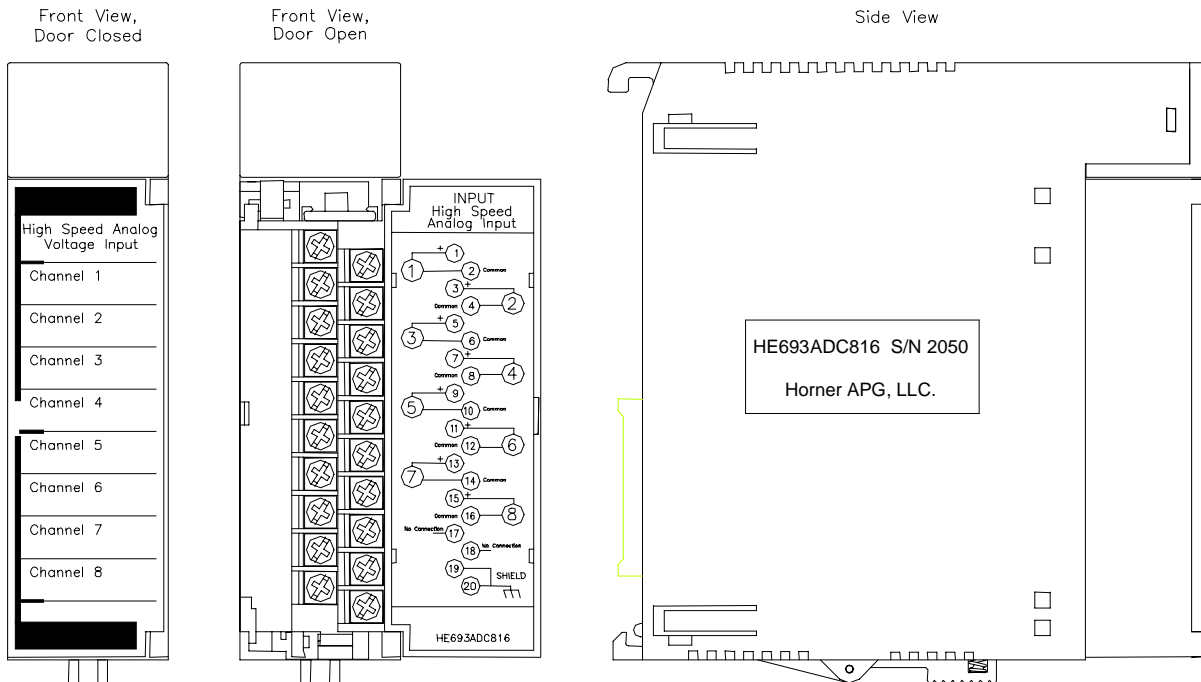 Front View,
Door Closed
Front View,
Door Open
Side View
High Speed Analog
Voltage Input
Channel 1
Channel 2
Channel 3
Channel 4
Channel 5
Channel 6
Channel 7
Channel 8
INPUT
High Speed
Analog Input
+ 1
1 2 Common
3 +
Common 4 2
+ 5
3 6 Common
7 +
Common 8 4
+ 9
5 10 Common
11 +
Common 12 6
+ 13
7 14 Common
15 +
Common 16 8
No Connection 17
18 No Connection
19 SHIELD
20
HE693ADC816
HE693ADC816 S/N 2050
Horner APG, LLC.